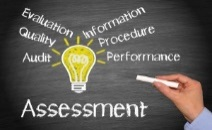 Evaluation Information
Quality Procedure
Audit Performance
Assessment